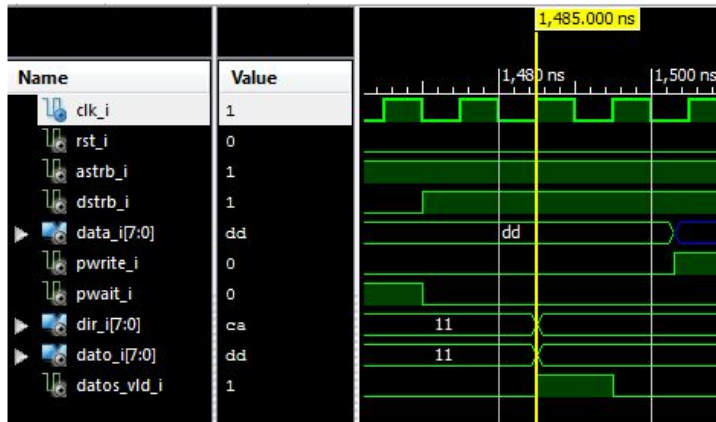 1,485.000 ns
Name Value 1,480 ns 1,500 ns
clk_i 1
rst_i 0
astrb_i 1
dstrb_i 1
data_i[7:0] dd dd
pwrite_i 0
pwait_i 0
dir_i[7:0] ca 11
dato_i[7:0] dd 11
datos_vld_i 1